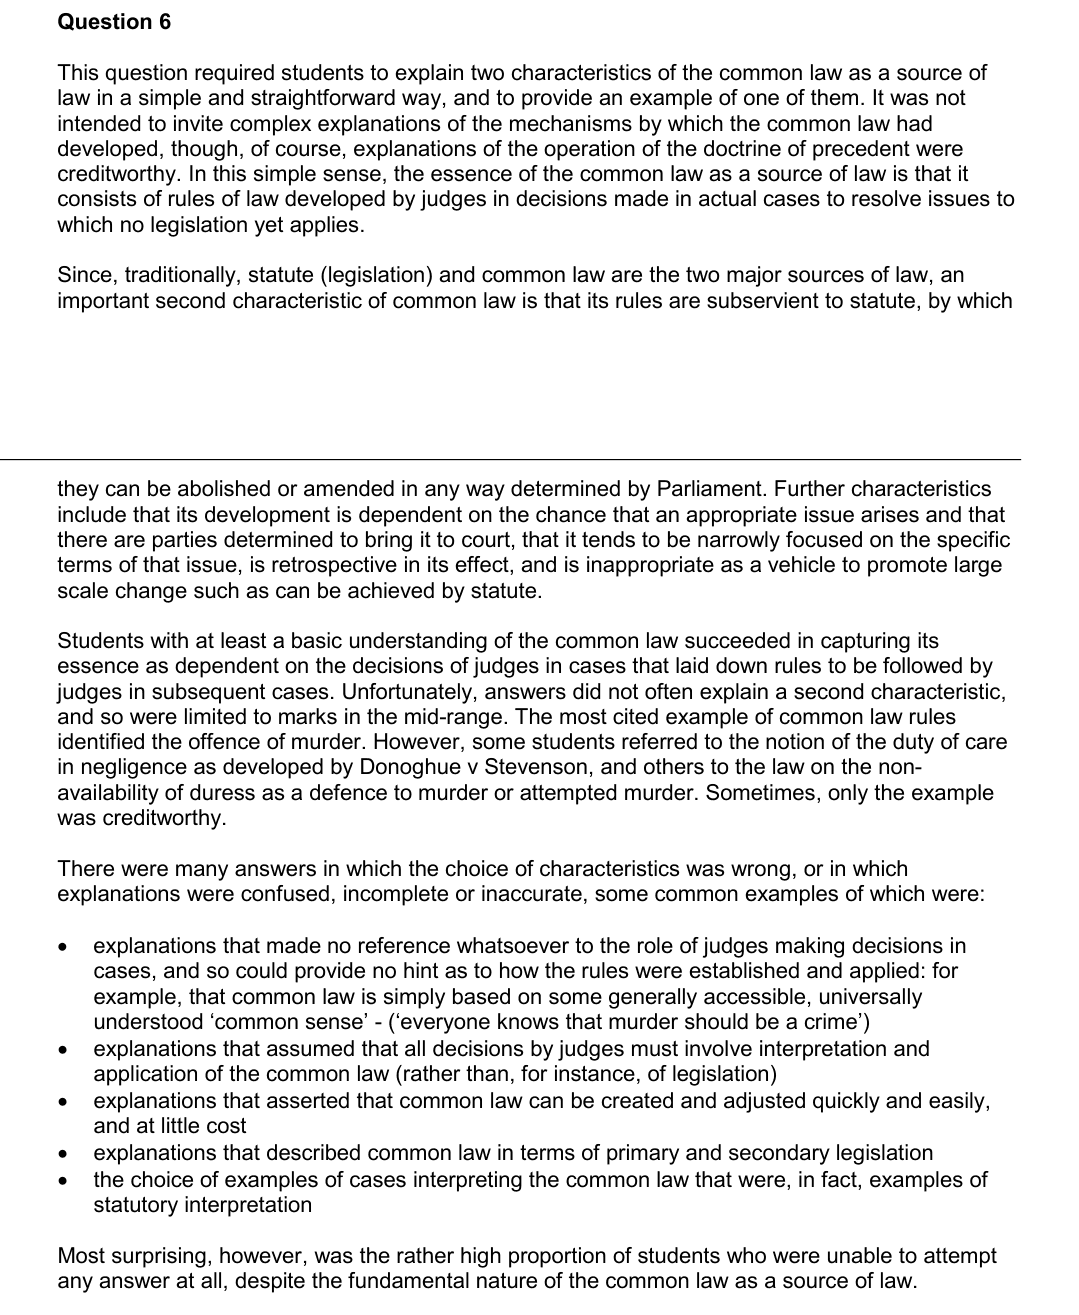 Question 6
This question required students to explain two characteristics of the common law as a source of
law in a simple and straightforward way, and to provide an example of one of them. It was not
intended to invite complex explanations of the mechanisms by which the common law had
developed, though, of course, explanations of the operation of the doctrine of precedent were
creditworthy. In this simple sense, the essence of the common law as a source of law is that it
consists of rules of law developed by judges in decisions made in actual cases to resolve issues to
which no legislation yet applies.
Since, traditionally, statute (legislation) and common law are the two major sources of law, an
important second characteristic of common law is that its rules are subservient to statute, by which
they can be abolished or amended in any way determined by Parliament. Further characteristics
include that its development is dependent on the chance that an appropriate issue arises and that
there are parties determined to bring it to court, that it tends to be narrowly focused on the specific
terms of that issue, is retrospective in its effect, and is inappropriate as a vehicle to promote large
scale change such as can be achieved by statute.
Students with at least a basic understanding of the common law succeeded in capturing its
essence as dependent on the decisions of judges in cases that laid down rules to be followed by
judges in subsequent cases. Unfortunately, answers did not often explain a second characteristic,
and so were limited to marks in the mid-range. The most cited example of common law rules
identified the offence of murder. However, some students referred to the notion of the duty of care
in negligence as developed by Donoghue v Stevenson, and others to the law on the non-
availability of duress as a defence to murder or attempted murder. Sometimes, only the example
was creditworthy.
There were many answers in which the choice of characteristics was wrong, or in which
explanations were confused, incomplete or inaccurate, some common examples of which were:
• explanations that made no reference whatsoever to the role of judges making decisions in
cases, and so could provide no hint as to how the rules were established and applied: for
example, that common law is simply based on some generally accessible, universally
understood ‘common sense’ - (‘everyone knows that murder should be a crime’)
• explanations that assumed that all decisions by judges must involve interpretation and
application of the common law (rather than, for instance, of legislation)
• explanations that asserted that common law can be created and adjusted quickly and easily,
and at little cost
• explanations that described common law in terms of primary and secondary legislation
• the choice of examples of cases interpreting the common law that were, in fact, examples of
statutory interpretation
Most surprising, however, was the rather high proportion of students who were unable to attempt
any answer at all, despite the fundamental nature of the common law as a source of law.